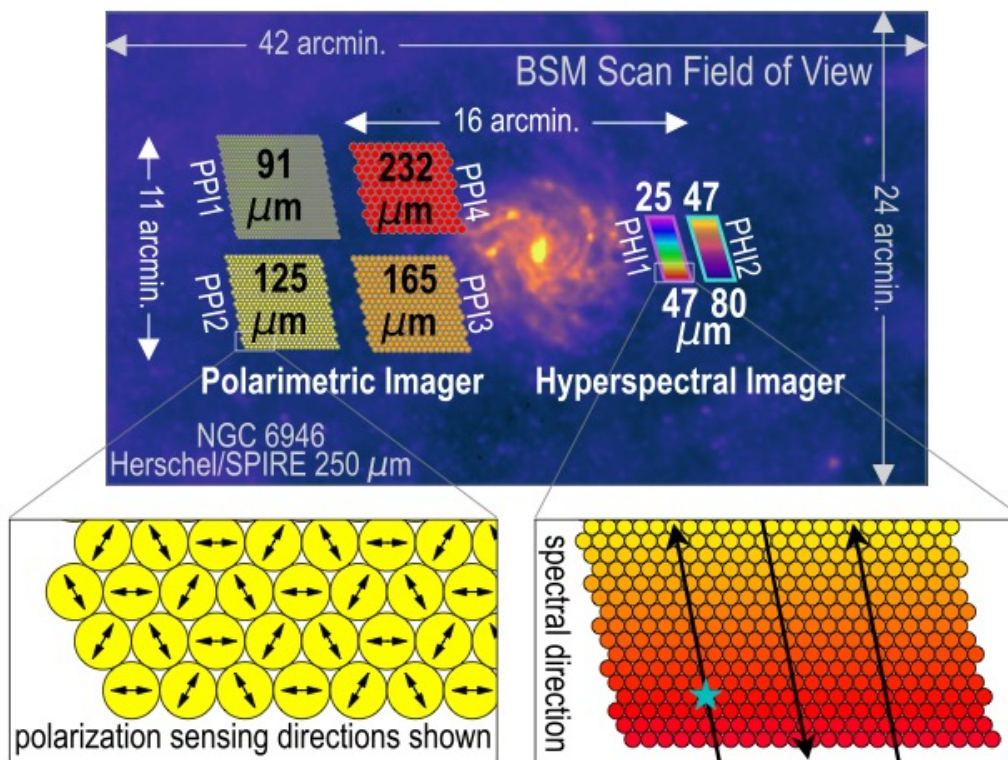 42 arcmin.
BSM Scan Field of View
16 arcmin.
24 arcmin.
11 arcmin.
PPI1
91
μm
232
μm
PPI4
PPI2
125
μm
165
μm
PPI3
25 47
PHI1
PHI2
47 80
μm
Polarimetric Imager
Hyperspectral Imager
NGC 6946
Herschel/SPIRE 250 μm
polarization sensing directions shown
spectral direction